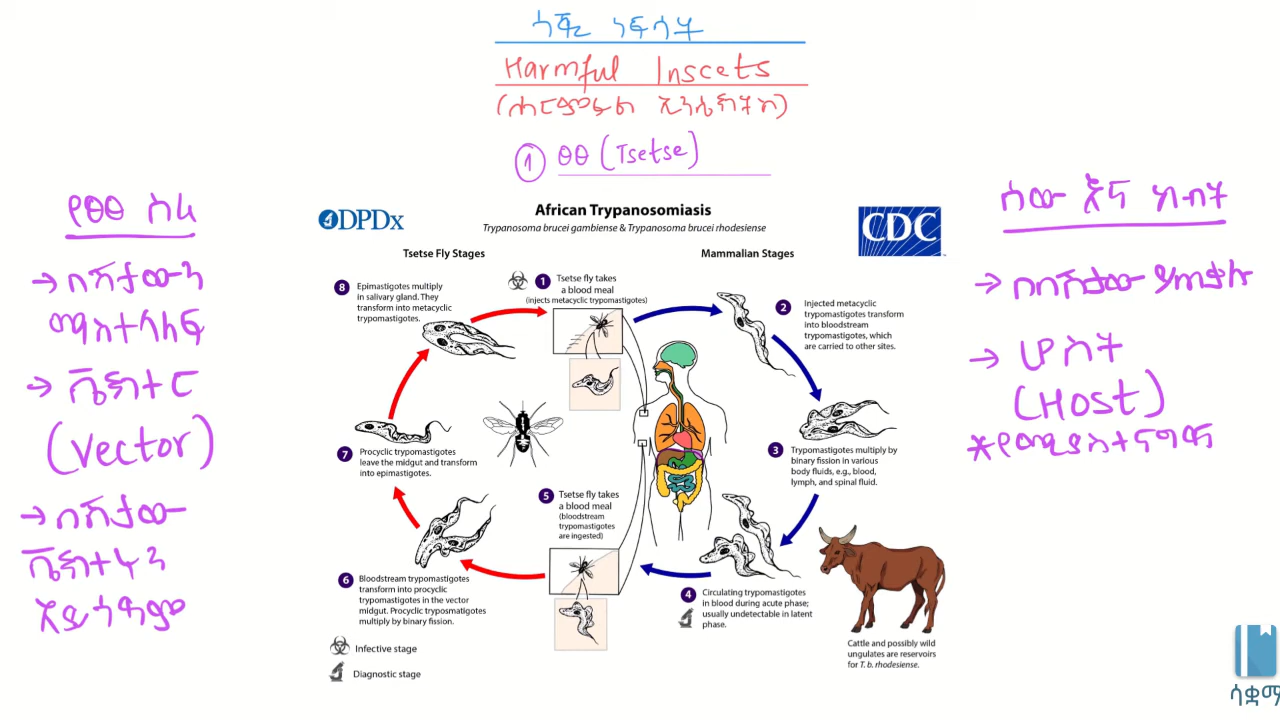 ጎጂ ነፍሳት
Harmful Inscets
(ሐርምፉል ኢንሴክትስ)
1 ፀፀ (Tsetse)
የፀፀ ስራ
→ በሽታውን
ማስተላለፍ
→ ቬክተር
(Vector)
→ በሽታው
ቬክተሩን
አይጎዳም
DPDx
African Trypanosomiasis
Trypanosoma brucei gambiense & Trypanosoma brucei rhodesiense
CDC
Tsetse Fly Stages
Mammalian Stages
1 Tsetse fly takes
a blood meal
(injects metacyclic trypomastigotes)
2 Injected metacyclic
trypomastigotes transform
into bloodstream
trypomastigotes, which
are carried to other sites.
3 Trypomastigotes multiply by
binary fission in various
body fluids, e.g., blood,
lymph, and spinal fluid.
4 Circulating trypomastigotes
in blood during acute phase;
usually undetectable in latent
phase.
5 Tsetse fly takes
a blood meal
(bloodstream
trypomastigotes
are ingested)
6 Bloodstream trypomastigotes
transform into procyclic
trypomastigotes in the vector
midgut. Procyclic tryposmatigotes
multiply by binary fission.
7 Procyclic trypomastigotes
leave the midgut and transform
into epimastigotes.
8 Epimastigotes multiply
in salivary gland. They
transform into metacyclic
trypomastigotes.
Infective stage
Diagnostic stage
Cattle and possibly wild
ungulates are reservoirs
for T. b. rhodesiense.
ሰው እና ከብት
→ በበሽታው ይጠቃሉ
→ ሆስት
(Host)
*የሚያስተናግድ
ሳቋማ